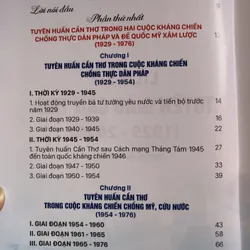 Lời nói đầu
Phần thứ nhất
TUYÊN HUẤN CẦN THƠ TRONG HAI CUỘC KHÁNG CHIẾN
CHỐNG THỰC DÂN PHÁP VÀ ĐẾ QUỐC MỸ XÂM LƯỢC
(1929 - 1976)
Chương I
TUYÊN HUẤN CẦN THƠ TRONG CUỘC KHÁNG CHIẾN
CHỐNG THỰC DÂN PHÁP
(1929 - 1954)
I. THỜI KỲ 1929 - 1945
1. Hoạt động truyền bá tư tưởng yêu nước và tiến bộ trước
năm 1929
2. Giai đoạn 1929 - 1939
3. Giai đoạn 1940 - 1945
II. THỜI KỲ 1945 - 1954
1. Tuyên huấn Cần Thơ sau Cách mạng Tháng Tám 1945
đến toàn quốc kháng chiến 1946
2. Giai đoạn 1947 - 1950
3. Giai đoạn 1950 - 1954
Chương II
TUYÊN HUẤN CẦN THƠ
TRONG CUỘC KHÁNG CHIẾN CHỐNG MỸ, CỨU NƯỚC
(1954 - 1976)
I. GIAI ĐOẠN 1954 - 1960 43
II. GIAI ĐOẠN 1961 - 1965 58
III. GIAI ĐOẠN 1965 - 1976 66